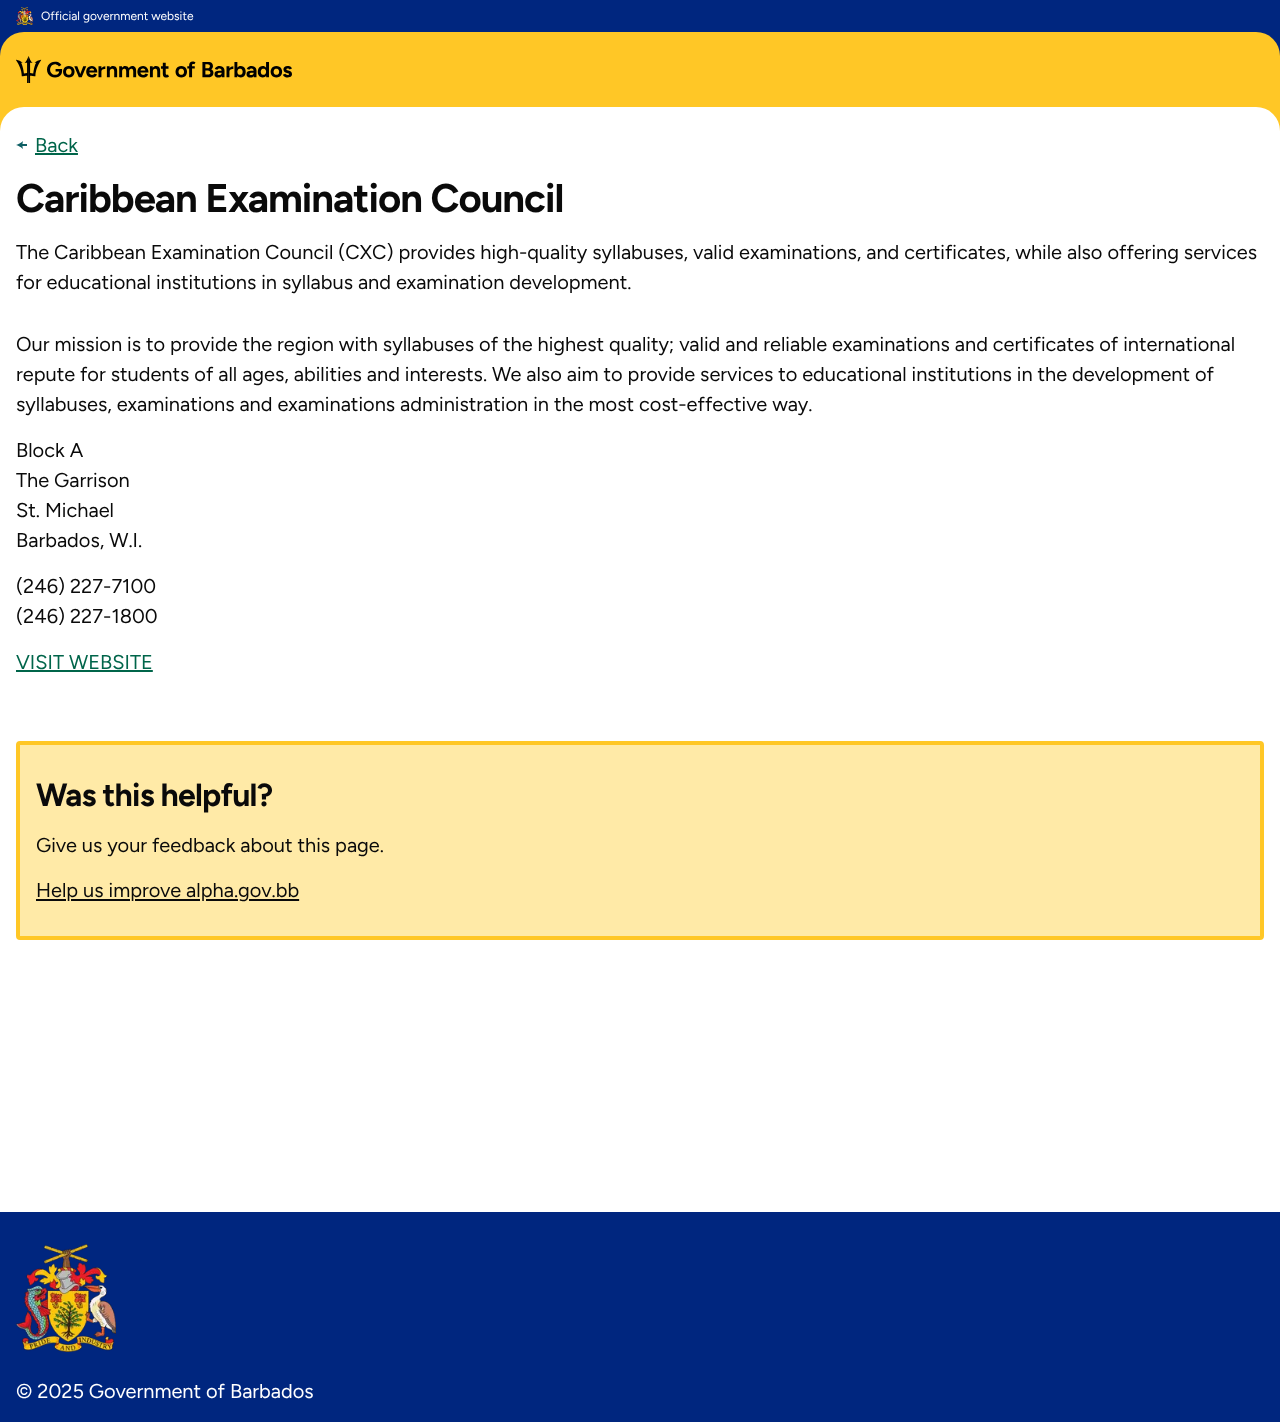 Official government website
Government of Barbados
Back
Caribbean Examination Council
The Caribbean Examination Council (CXC) provides high-quality syllabuses, valid examinations, and certificates, while also offering services
for educational institutions in syllabus and examination development.
Our mission is to provide the region with syllabuses of the highest quality; valid and reliable examinations and certificates of international
repute for students of all ages, abilities and interests. We also aim to provide services to educational institutions in the development of
syllabuses, examinations and examinations administration in the most cost-effective way.
Block A
The Garrison
St. Michael
Barbados, W.I.
(246) 227-7100
(246) 227-1800
VISIT WEBSITE
Was this helpful?
Give us your feedback about this page.
Help us improve alpha.gov.bb
PRIDE AND INDUSTRY
© 2025 Government of Barbados